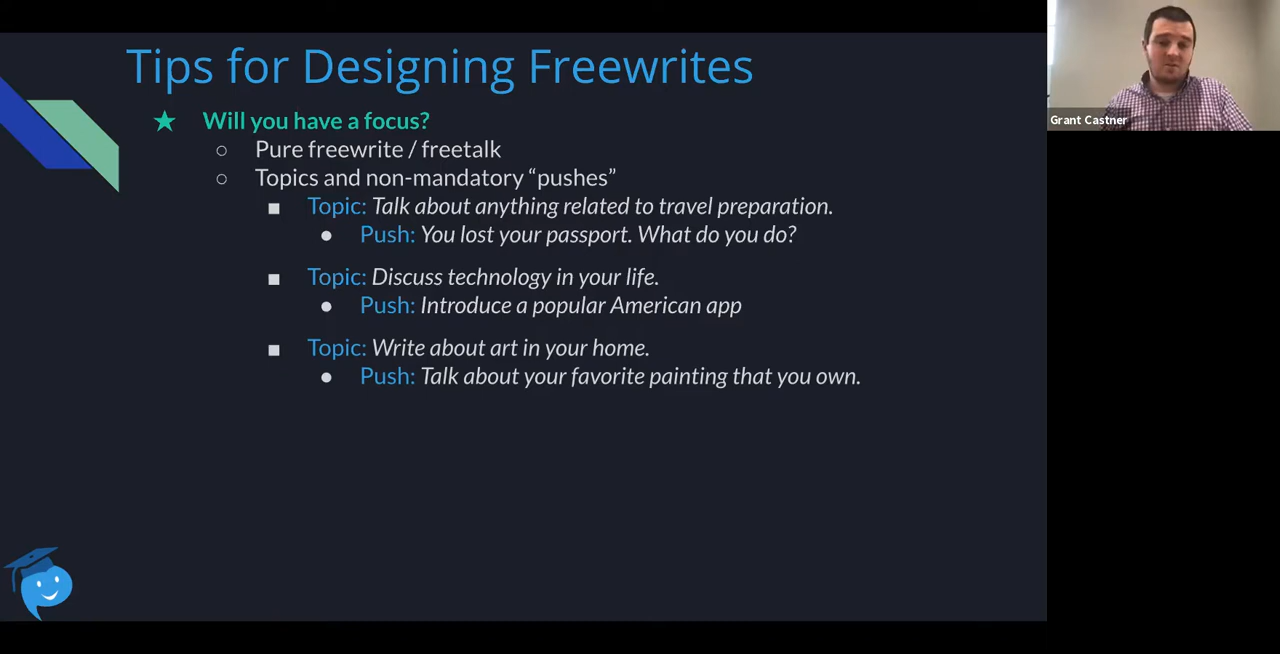 Tips for Designing Freewrites
Will you have a focus?
Pure freewrite / freetalk
Topics and non-mandatory “pushes”
Topic: Talk about anything related to travel preparation.
Push: You lost your passport. What do you do?
Topic: Discuss technology in your life.
Push: Introduce a popular American app
Topic: Write about art in your home.
Push: Talk about your favorite painting that you own.
Grant Castner